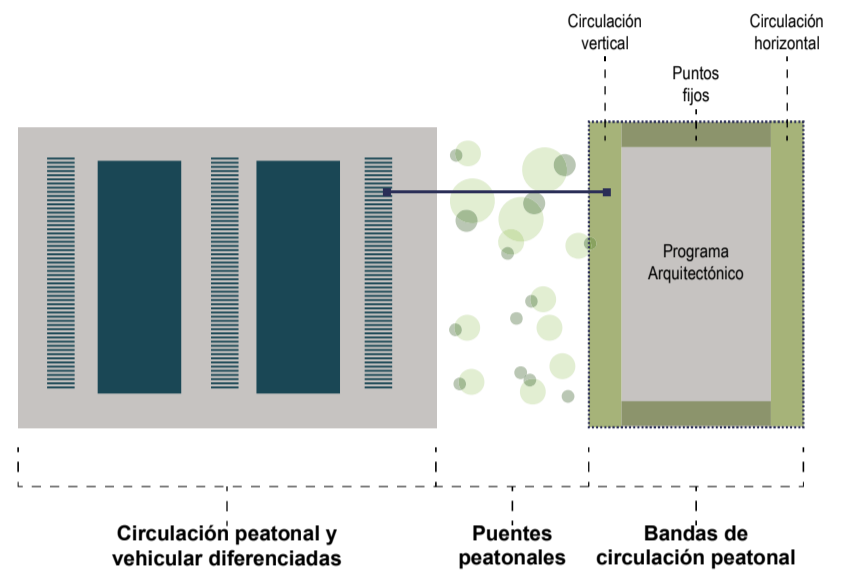 Circulación
vertical
Circulación
horizontal
Puntos
fijos
Programa
Arquitectónico
Circulación peatonal y
vehicular diferenciadas
Puentes
peatonales
Bandas de
circulación peatonal